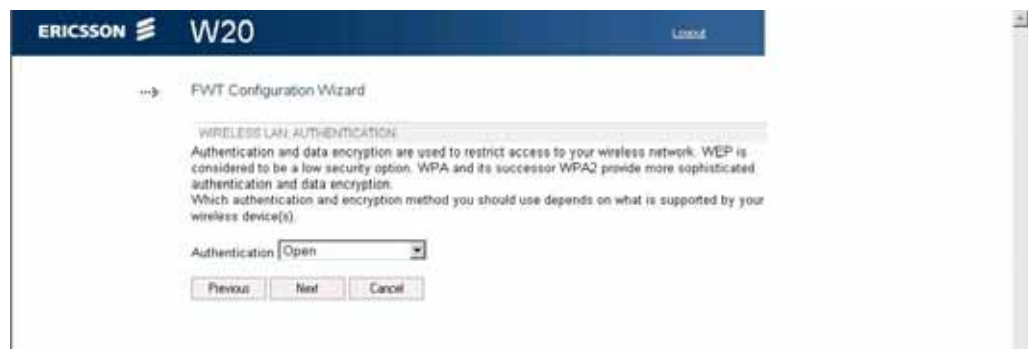 ERICSSON W20 Logout
FWT Configuration Wizard
WIRELESS LAN: AUTHENTICATION
Authentication and data encryption are used to restrict access to your wireless network. WEP is
considered to be a low security option. WPA and its successor WPA2 provide more sophisticated
authentication and data encryption.
Which authentication and encryption method you should use depends on what is supported by your
wireless device(s).
Authentication Open
Previous Next Cancel